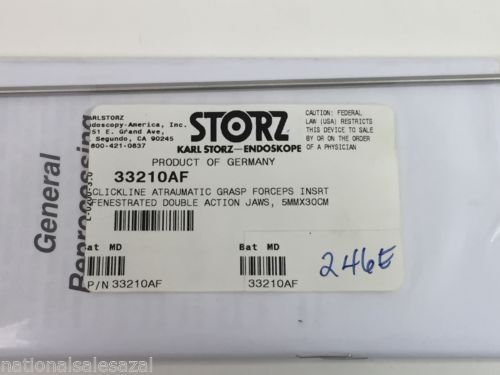 General
Reprocessing
ARLSTORZ
doscopy-America, Inc.
51 E. Grand Ave,
Segundo, CA 90245
800-421-0837
STORZ
KARL STORZ—ENDOSKOPE
CAUTION: FEDERAL
LAW (USA) RESTRICTS
THIS DEVICE TO SALE
BY OR ON THE ORDER
OF A PHYSICIAN
PRODUCT OF GERMANY
33210AF
CLICKLINE ATRAUMATIC GRASP FORCEPS INSRT
FENESTRATED DOUBLE ACTION JAWS, 5MMX30CM
Bat MD
Bat MD
246E
P/N 33210AF
33210AF
nationalsalesazal